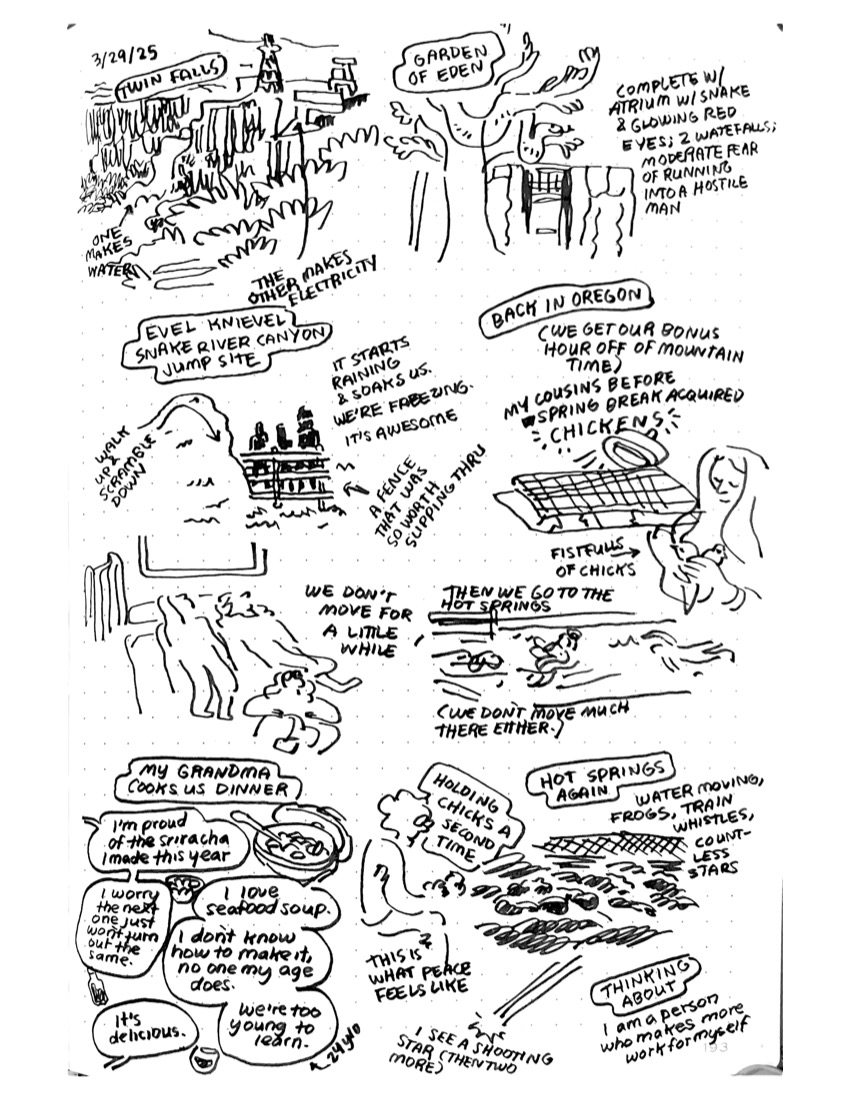 3/29/25
TWIN FALLS
ONE
MAKES
WATER
THE
OTHER MAKES
ELECTRICITY
GARDEN
OF EDEN
COMPLETE W/
ATRIUM W/ SNAKE
& GLOWING RED
EYES; 2 WATEFALLS;
MODERATE FEAR
OF RUNNING
INTO A HOSTILE
MAN
EVEL KNIEVEL
SNAKE RIVER CANYON
JUMP SITE
IT STARTS
RAINING
& SOAKS US.
WE'RE FREEZING.
IT'S AWESOME
WALK
UP &
SCRAMBLE
DOWN
A FENCE
THAT WAS
SO WORTH
SLIPPING THRU
BACK IN OREGON
(WE GET OUR BONUS
HOUR OFF OF MOUNTAIN
TIME)
MY COUSINS BEFORE
SPRING BREAK ACQUIRED
CHICKENS
FISTFULLS
OF CHICKS
WE DON'T
MOVE FOR
A LITTLE
WHILE
THEN WE GO TO THE
HOT SPRINGS
(WE DON'T MOVE MUCH
THERE EITHER.)
MY GRANDMA
COOKS US DINNER
I'm proud
of the sriracha
I made this year
I worry
the next
one just
won't turn
out the
same.
I love
seafood soup.
I don't know
how to make it,
no one my age
does.
We're too
young to
learn.
24 y/o
It's
delicious.
HOLDING
CHICKS A
SECOND
TIME
THIS IS
WHAT PEACE
FEELS LIKE
HOT SPRINGS
AGAIN
WATER MOVING,
FROGS, TRAIN
WHISTLES,
COUNT-
LESS
STARS
I SEE A SHOOTING
STAR (THEN TWO
MORE)
THINKING
ABOUT
I am a person
who makes more
work for myself
193